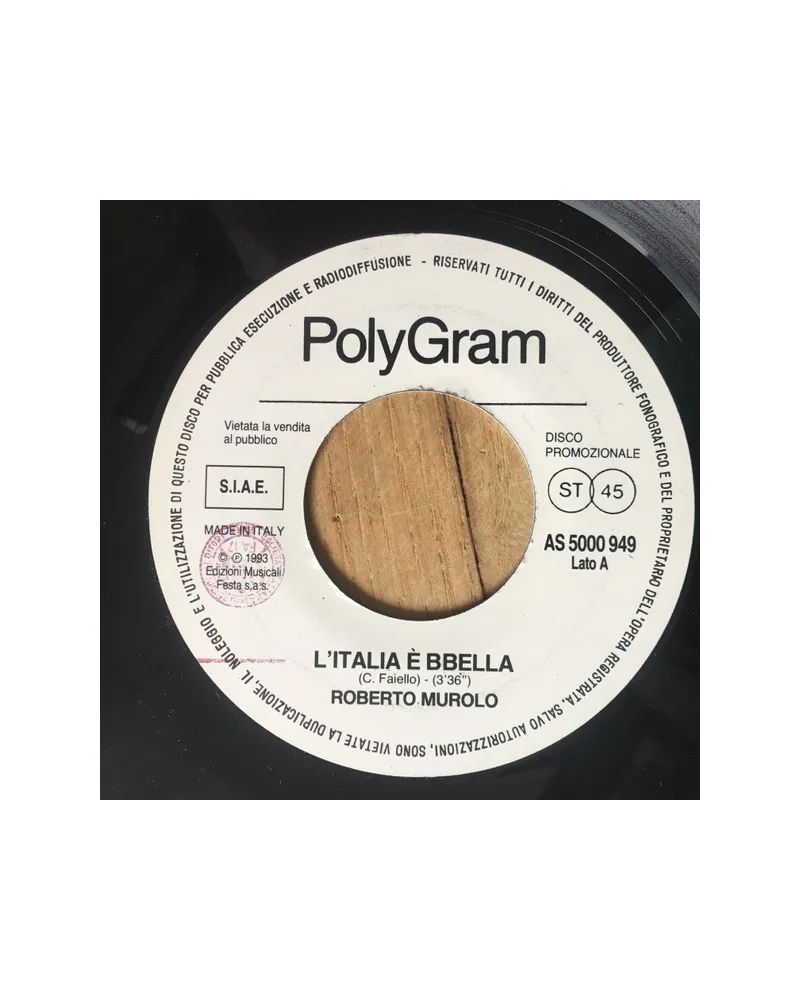 RISERVATI TUTTI I DIRITTI DEL PRODUTTORE FONOGRAFICO E DEL PROPRIETARIO DELL'OPERA REGISTRATA. SALVO AUTORIZZAZIONI, SONO VIETATE LA DUPLICAZIONE, IL NOLEGGIO E L'UTILIZZAZIONE DI QUESTO DISCO PER PUBBLICA ESECUZIONE E RADIODIFFUSIONE -
PolyGram
Vietata la vendita
al pubblico
DISCO
PROMOZIONALE
S.I.A.E.
ST 45
MADE IN ITALY
© ℗ 1993
Edizioni Musicali
Festa s.a.s.
AS 5000 949
Lato A
L'ITALIA È BBELLA
(C. Faiello) - (3'36")
ROBERTO MUROLO